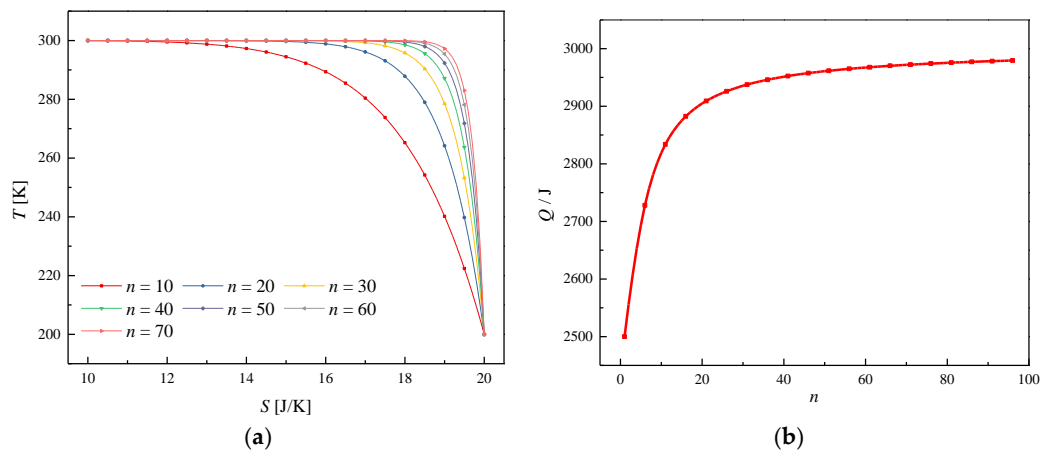 300
280
260
240
220
200
T [K]
n = 10 n = 20 n = 30
n = 40 n = 50 n = 60
n = 70
10 12 14 16 18 20
S [J/K]
(a)
3000
2900
2800
2700
2600
2500
Q / J
0 20 40 60 80 100
n
(b)